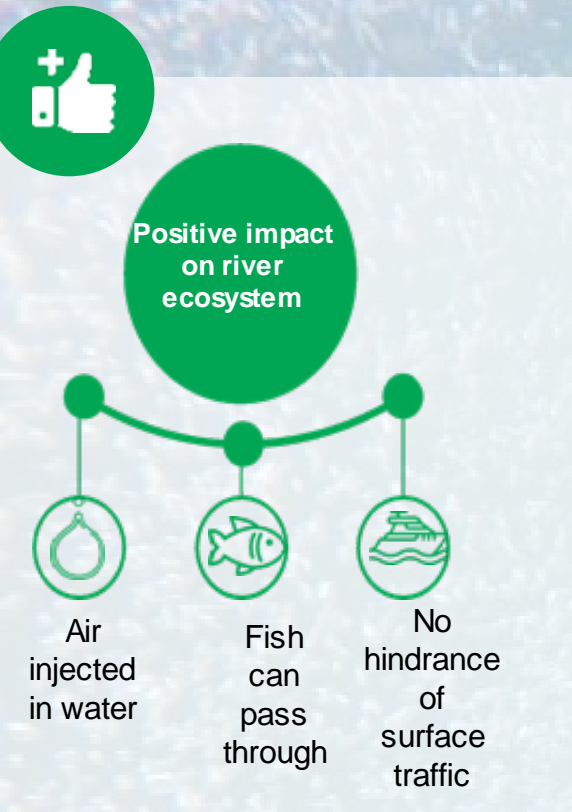 Positive impact
on river
ecosystem
Air
injected
in water
Fish
can
pass
through
No
hindrance
of
surface
traffic